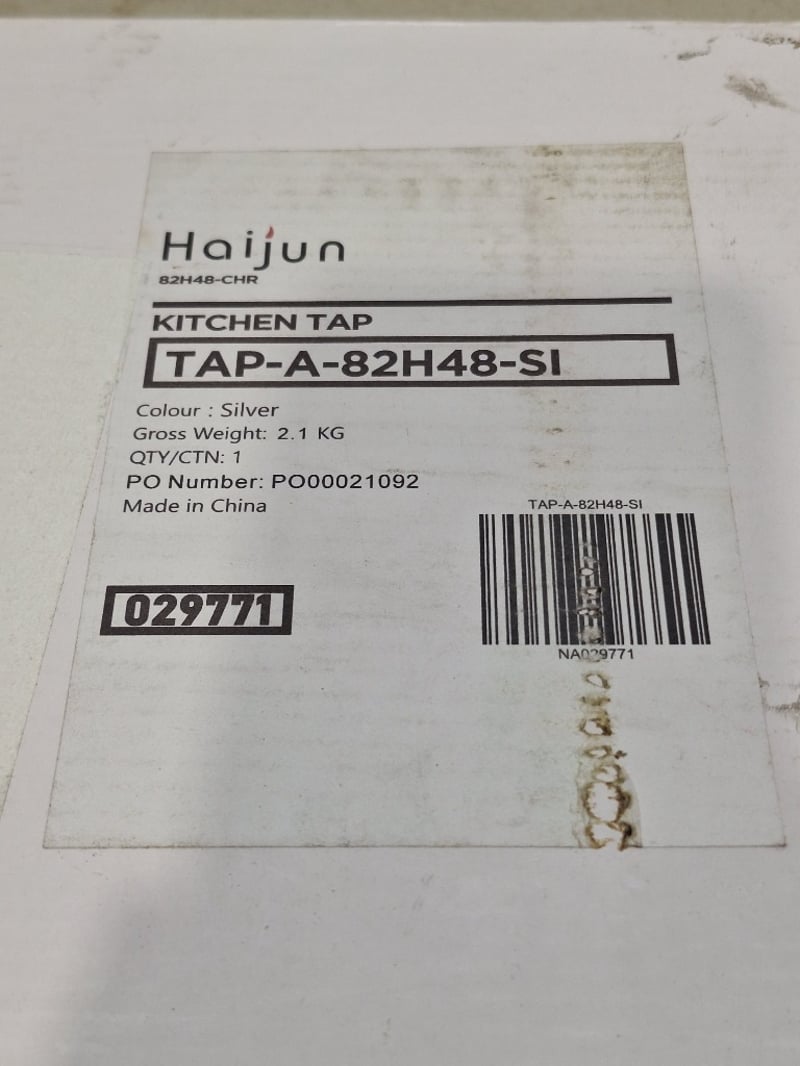 Haijun
82H48-CHR
KITCHEN TAP
TAP-A-82H48-SI
Colour : Silver
Gross Weight: 2.1 KG
QTY/CTN: 1
PO Number: PO00021092
Made in China
TAP-A-82H48-SI
029771
NA029771